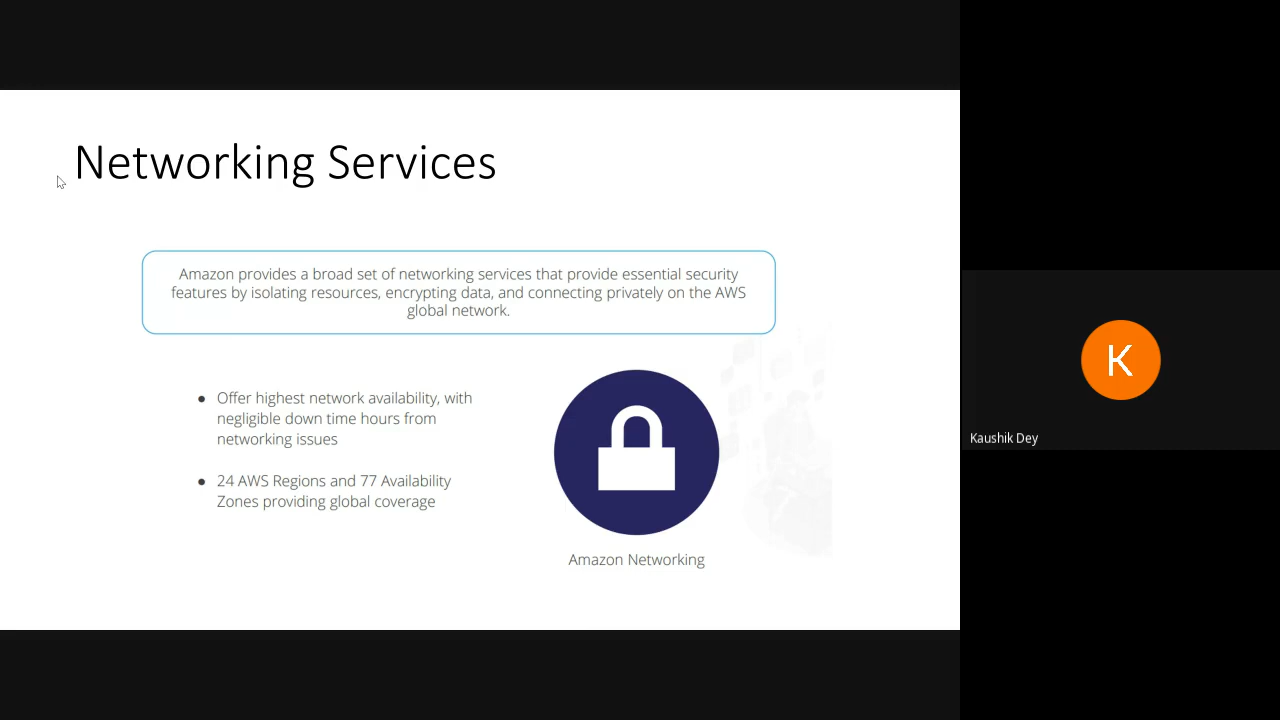 Networking Services
Amazon provides a broad set of networking services that provide essential security
features by isolating resources, encrypting data, and connecting privately on the AWS
global network.
● Offer highest network availability, with
negligible down time hours from
networking issues
● 24 AWS Regions and 77 Availability
Zones providing global coverage
Amazon Networking
K
Kaushik Dey